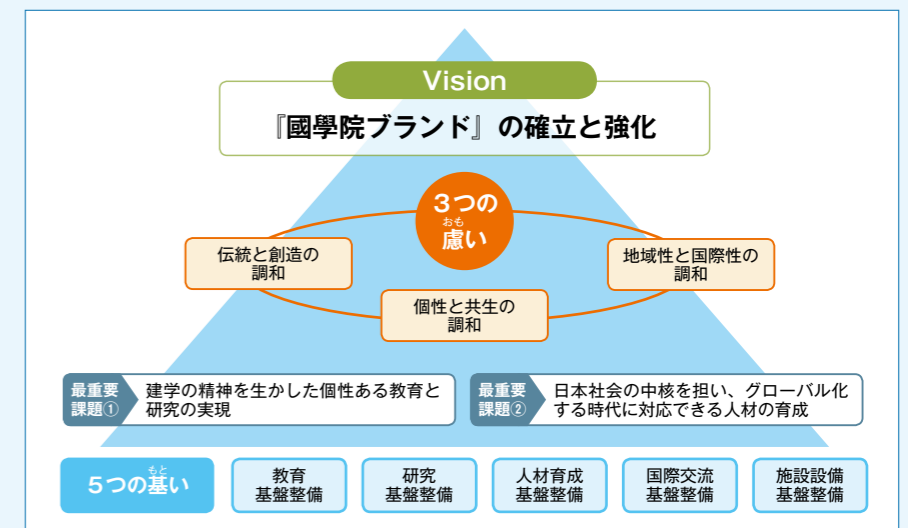 Vision
『國學院ブランド』の確立と強化
3つの
おも
慮い
伝統と創造の
調和
地域性と国際性の
調和
個性と共生の
調和
最重要
課題①
建学の精神を生かした個性ある教育と
研究の実現
最重要
課題②
日本社会の中核を担い、グローバル化
する時代に対応できる人材の育成
もと
5つの基い
教育
基盤整備
研究
基盤整備
人材育成
基盤整備
国際交流
基盤整備
施設設備
基盤整備